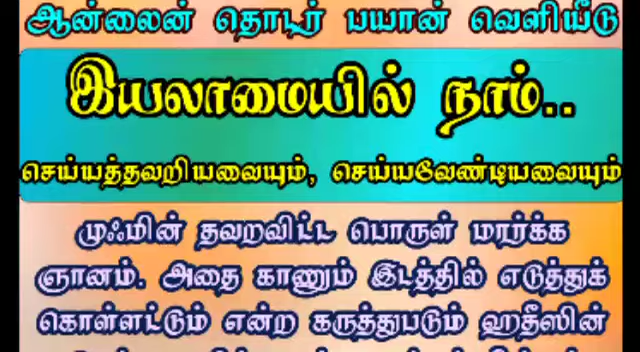 ஆன்லைன் தொடர் பயான் வெளியீடு
இயலாமையில் நாம்..
செய்யத்தவறியவையும், செய்யவேண்டியவையும்
முஃமின் தவறவிட்ட பொருள் மார்க்க
ஞானம். அதை காணும் இடத்தில் எடுத்துக்
கொள்ளட்டும் என்ற கருத்துபடும் ஹதீஸின்